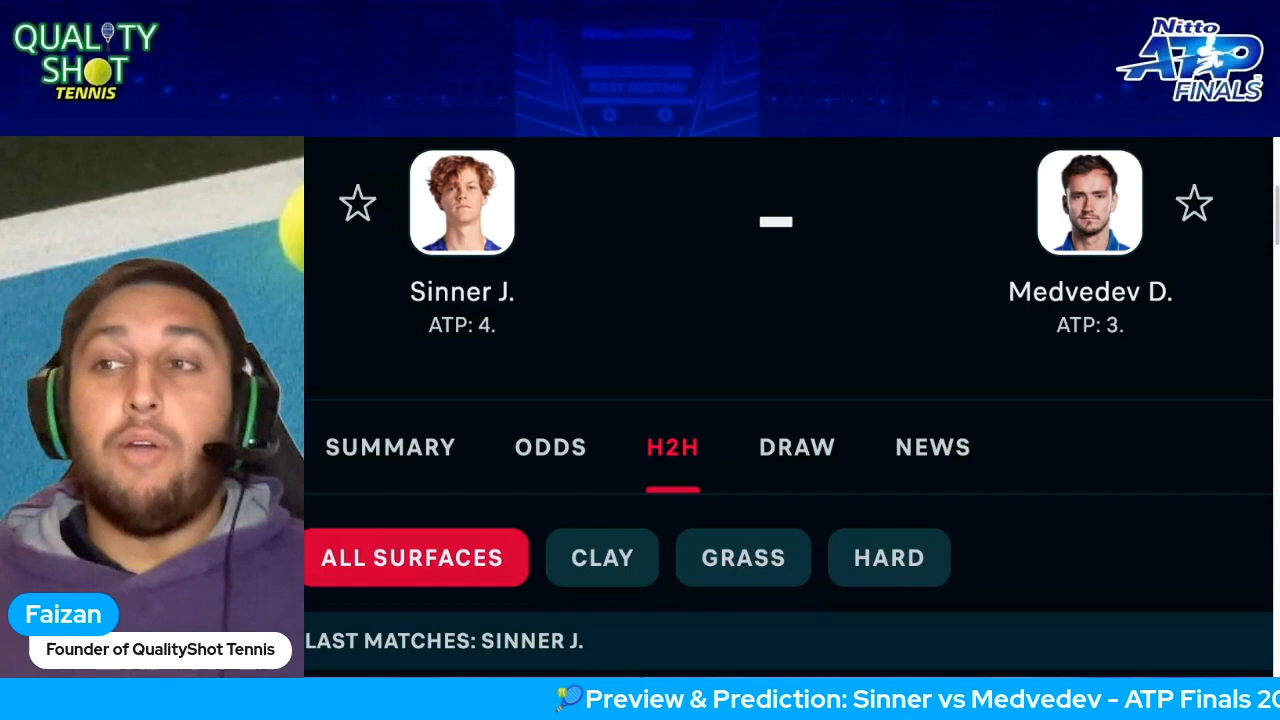 QUALITY
SHOT
TENNIS
Nitto
ATP
FINALS
FIRST MEETING
Sinner J.
ATP: 4.
Medvedev D.
ATP: 3.
SUMMARY ODDS H2H DRAW NEWS
ALL SURFACES CLAY GRASS HARD
LAST MATCHES: SINNER J.
Faizan
Founder of QualityShot Tennis
Preview & Prediction: Sinner vs Medvedev - ATP Finals 20